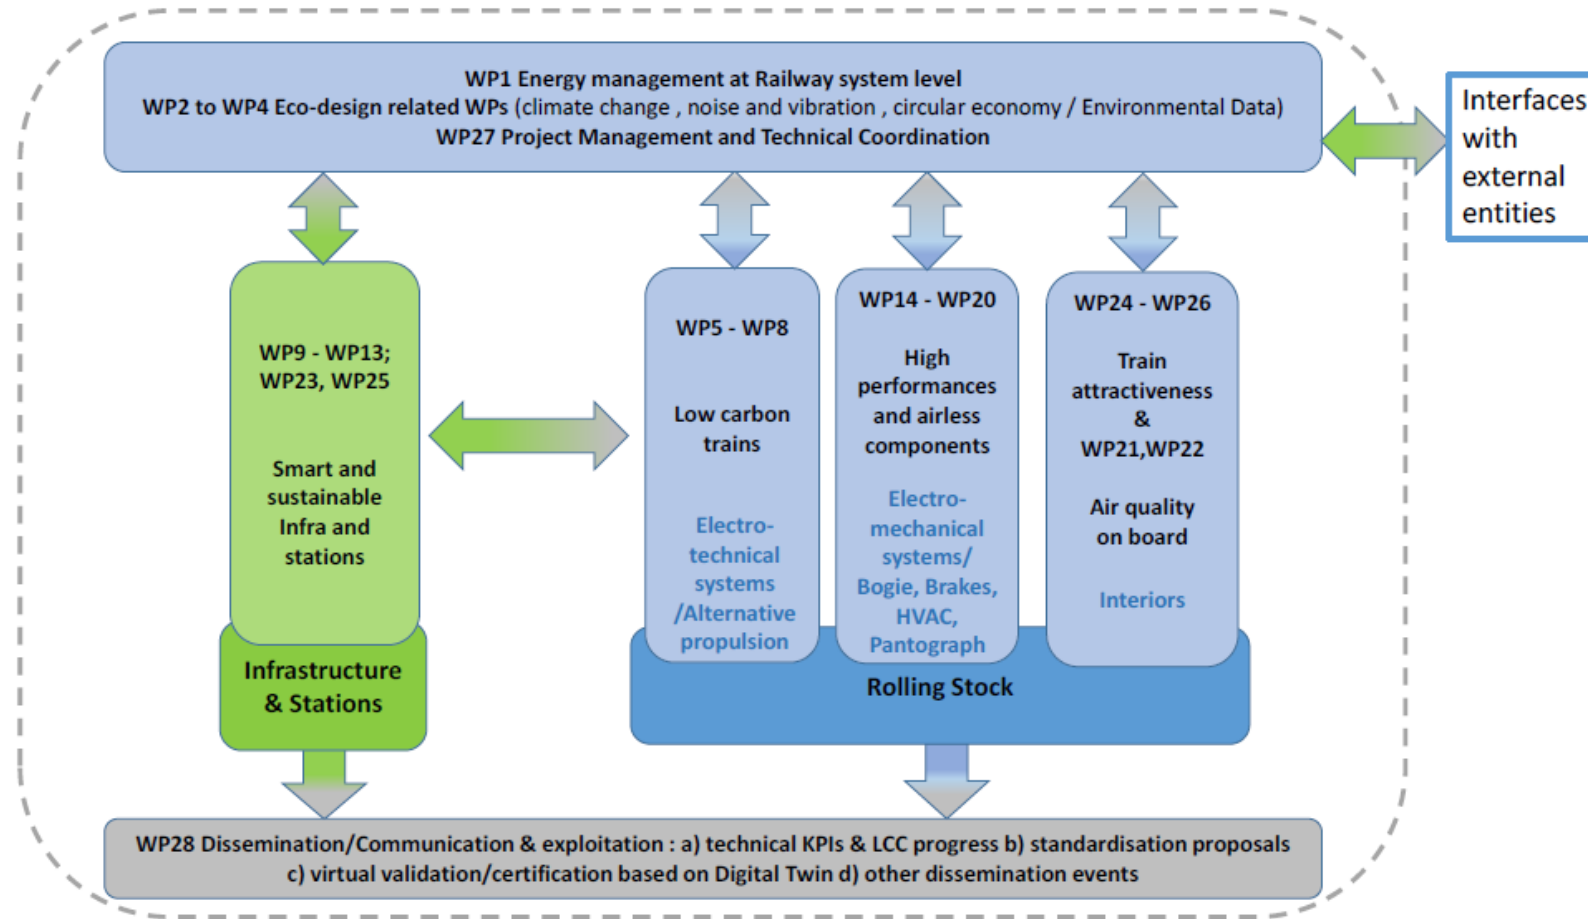 WP1 Energy management at Railway system level
WP2 to WP4 Eco-design related WPs (climate change , noise and vibration , circular economy / Environmental Data)
WP27 Project Management and Technical Coordination
Interfaces
with
external
entities
WP9 - WP13;
WP23, WP25
Smart and
sustainable
Infra and
stations
Infrastructure
& Stations
WP5 - WP8
Low carbon
trains
Electro-
technical
systems
/Alternative
propulsion
WP14 - WP20
High
performances
and airless
components
Electro-
mechanical
systems/
Bogie, Brakes,
HVAC,
Pantograph
WP24 - WP26
Train
attractiveness
&
WP21,WP22
Air quality
on board
Interiors
Rolling Stock
WP28 Dissemination/Communication & exploitation : a) technical KPIs & LCC progress b) standardisation proposals
c) virtual validation/certification based on Digital Twin d) other dissemination events